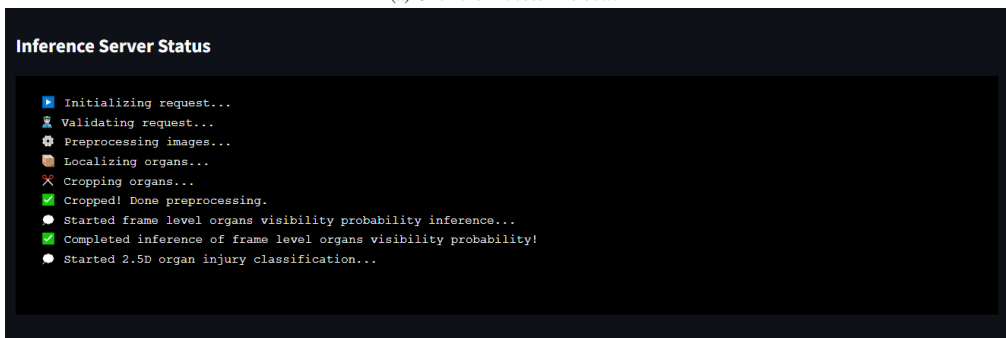 Inference Server Status
Initializing request...
Validating request...
Preprocessing images...
Localizing organs...
Cropping organs...
Cropped! Done preprocessing.
Started frame level organs visibility probability inference...
Completed inference of frame level organs visibility probability!
Started 2.5D organ injury classification...